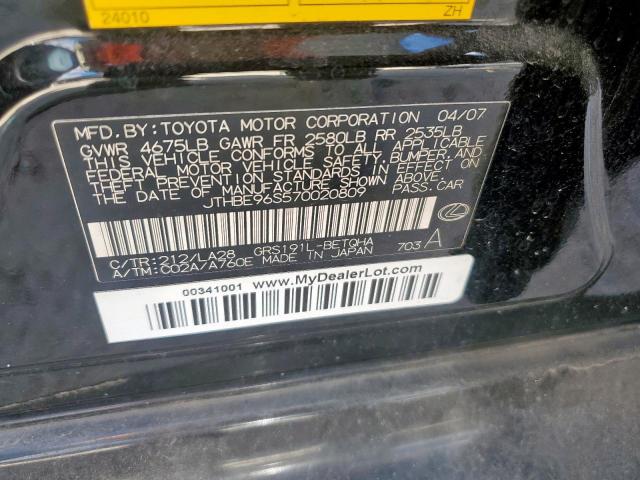 24010 ZH
MFD. BY: TOYOTA MOTOR CORPORATION 04/07
GVWR 4675LB GAWR FR 2580LB RR 2535LB
THIS VEHICLE CONFORMS TO ALL APPLICABLE
FEDERAL MOTOR VEHICLE SAFETY, BUMPER, AND
THEFT PREVENTION STANDARDS IN EFFECT ON
THE DATE OF MANUFACTURE SHOWN ABOVE.
JTHBE96S570020809 PASS. CAR
C/TR: 212/LA28 GRS191L-BETQHA
A/TM: C02A/A760E MADE IN JAPAN 703 A
00341001 www.MyDealerLot.com